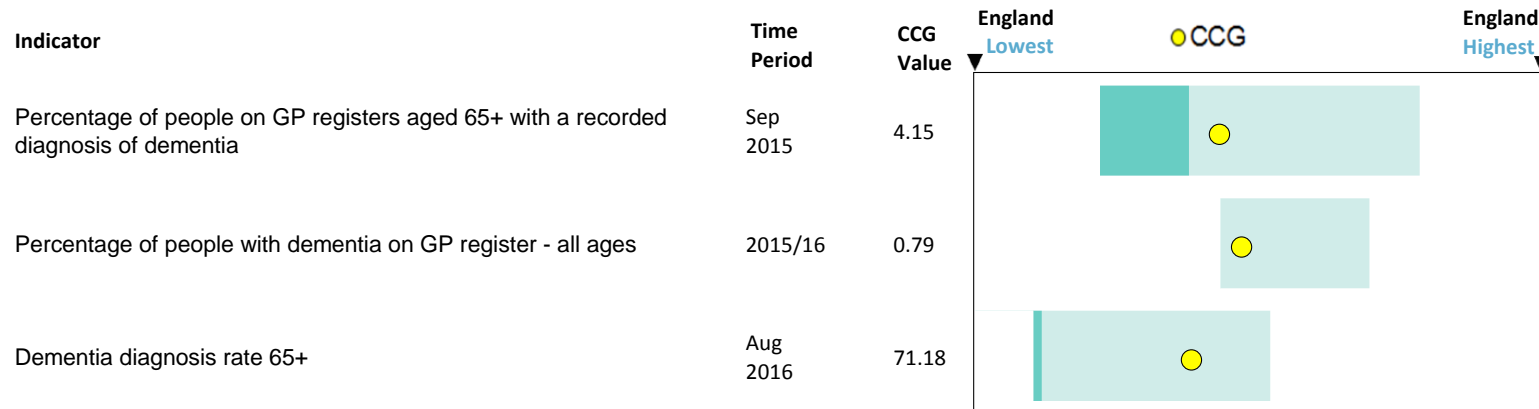 Indicator
Time Period
CCG Value
England Lowest
CCG
England Highest
Percentage of people on GP registers aged 65+ with a recorded
diagnosis of dementia
Sep
2015
4.15
Percentage of people with dementia on GP register - all ages
2015/16
0.79
Dementia diagnosis rate 65+
Aug
2016
71.18